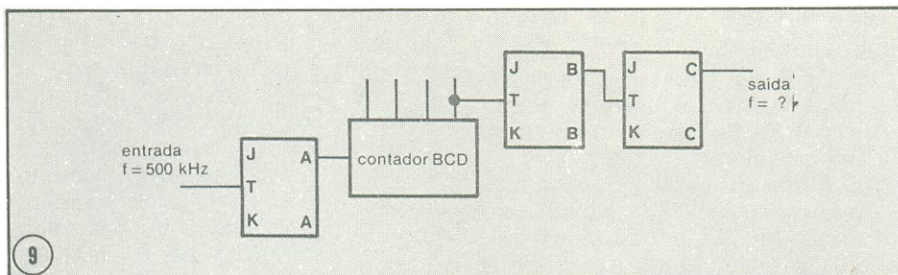 entrada
f = 500 kHz
J A
T
K A
contador BCD
J B
T
K B
J C
T
K C
saída
f = ?
9